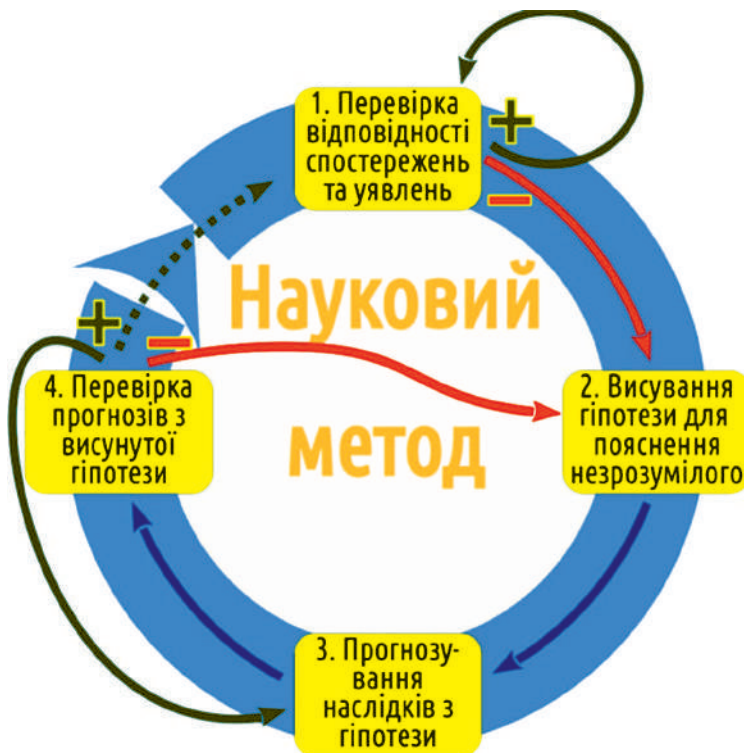 1. Перевірка
відповідності
спостережень
та уявлень
+
−
Науковий
метод
+
−
4. Перевірка
прогнозів з
висунутої
гіпотези
2. Висування
гіпотези для
пояснення
незрозумілого
3. Прогнозу-
вання
наслідків з
гіпотези